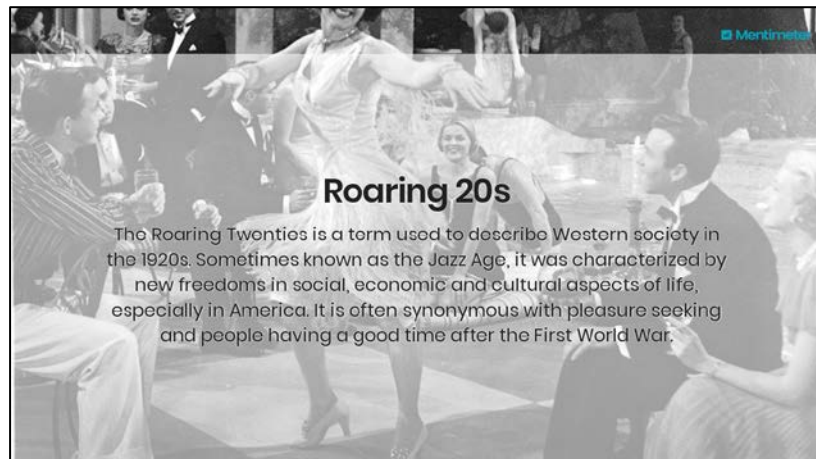 Mentimeter
Roaring 20s
The Roaring Twenties is a term used to describe Western society in
the 1920s. Sometimes known as the Jazz Age, it was characterized by
new freedoms in social, economic and cultural aspects of life,
especially in America. It is often synonymous with pleasure seeking
and people having a good time after the First World War.